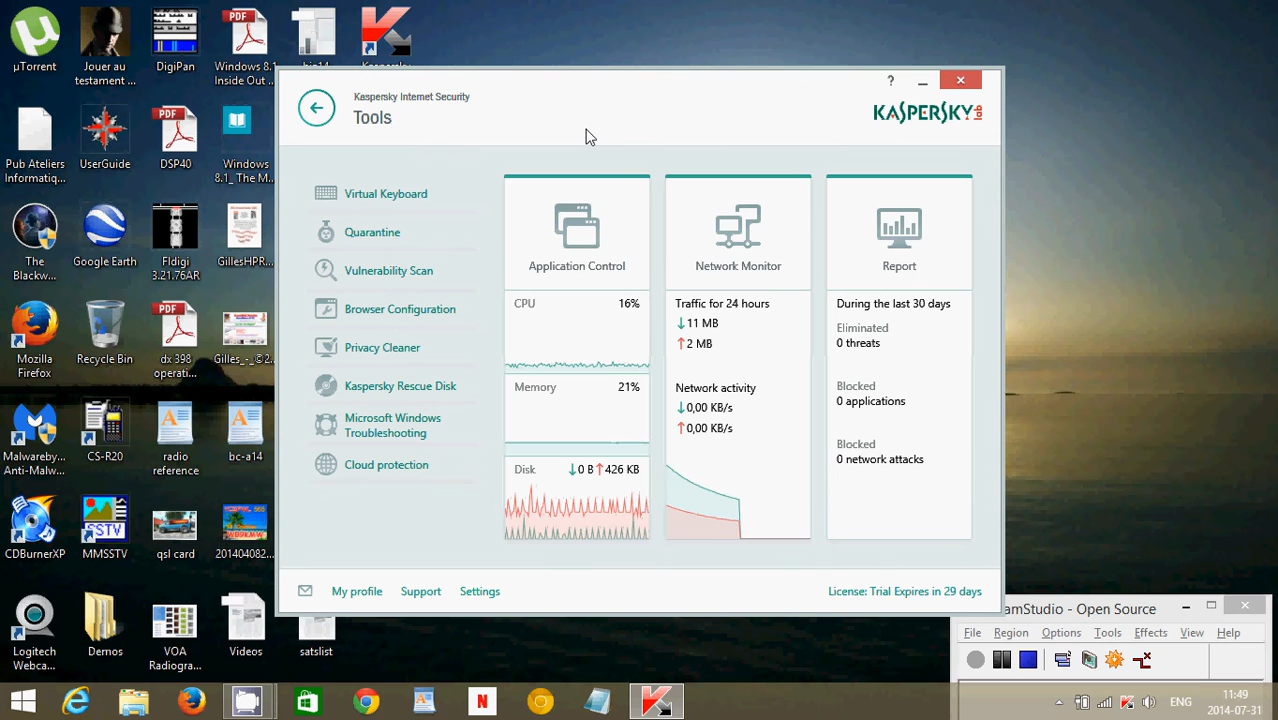 µTorrent
Jouer au
testament ...
DigiPan
PDF
Windows 8.1
Inside Out ...
Kaspersky
Pub Ateliers
Informatiq...
UserGuide
PDF
DSP40
Windows
8.1_ The M...
The
Blackw...
Google Earth
Fldigi
3.21.76AR
GillesHPR...
Mozilla
Firefox
Recycle Bin
PDF
dx 398
operati...
Gilles_-_©2...
Malwareby...
Anti-Malw...
CS-R20
radio
reference
bc-a14
CDBurnerXP
SSTV
MMSSTV
qsl card
201404082...
Logitech
Webca...
Demos
VOA
Radiogra...
Videos
satslist
Kaspersky Internet Security
Tools
?
KASPERSKY lab
Virtual Keyboard
Quarantine
Vulnerability Scan
Browser Configuration
Privacy Cleaner
Kaspersky Rescue Disk
Microsoft Windows
Troubleshooting
Cloud protection
Application Control
CPU 16%
Memory 21%
Disk ↓0 B ↑426 KB
Network Monitor
Traffic for 24 hours
↓11 MB
↑2 MB
Network activity
↓0,00 KB/s
↑0,00 KB/s
Report
During the last 30 days
Eliminated
0 threats
Blocked
0 applications
Blocked
0 network attacks
My profile Support Settings
License: Trial Expires in 29 days
amStudio - Open Source
File Region Options Tools Effects View Help
N
ENG
11:49
2014-07-31